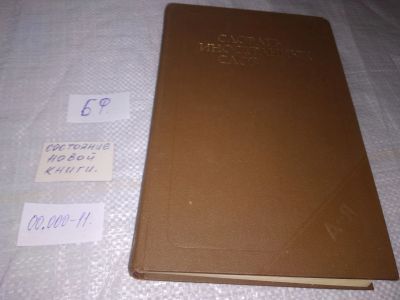 СЛОВАРЬ
ИНОСТРАННЫХ
СЛОВ
А-Я
БФ
СОСТОЯНИЕ
НОВОЙ
КНИГИ.
00.000-11.